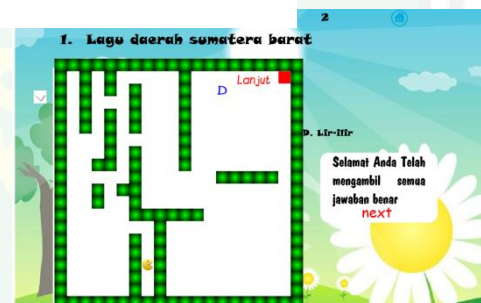 2
1. Lagu daerah sumatera barat
Lanjut
D
D. Lir-Ilir
Selamat Anda Telah
mengambil semua
jawaban benar
next